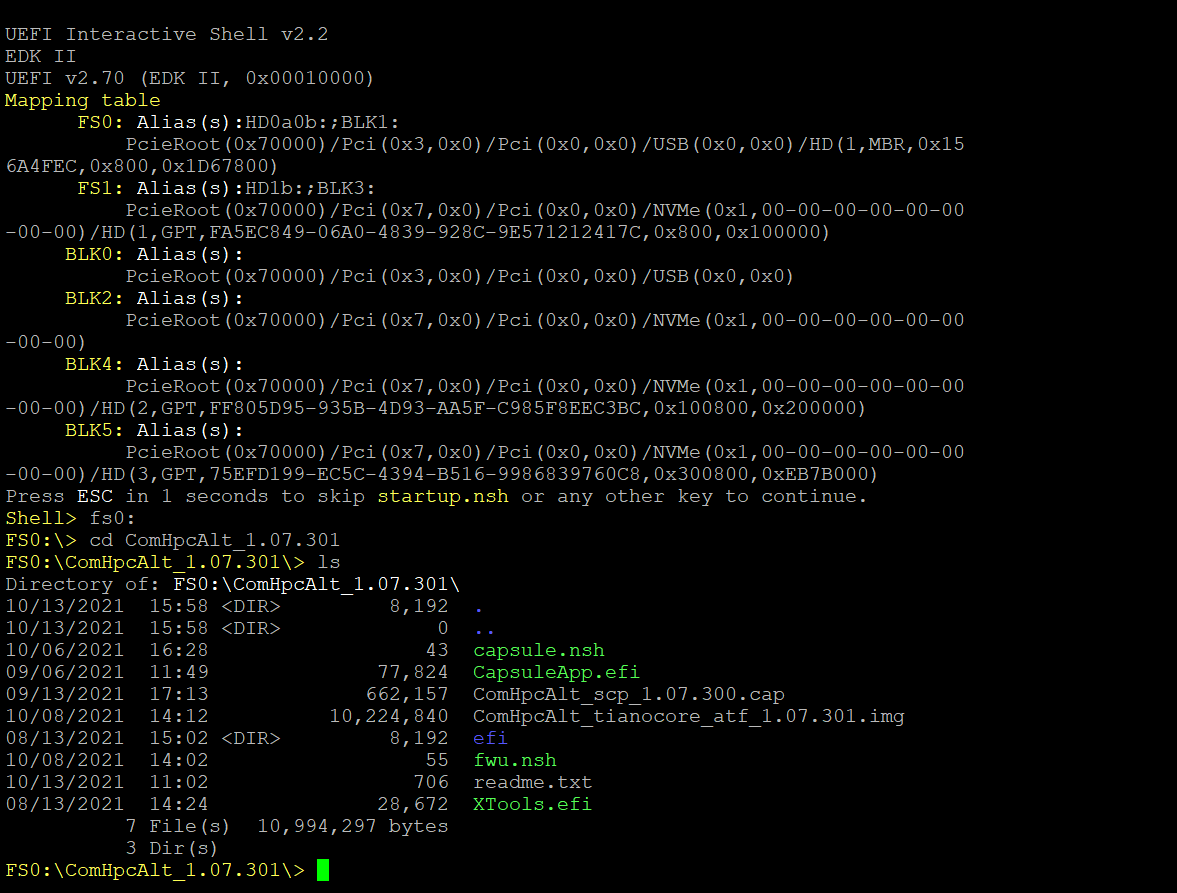 UEFI Interactive Shell v2.2
EDK II
UEFI v2.70 (EDK II, 0x00010000)
Mapping table
      FS0: Alias(s):HD0a0b:;BLK1:
          PcieRoot(0x70000)/Pci(0x3,0x0)/Pci(0x0,0x0)/USB(0x0,0x0)/HD(1,MBR,0x15
6A4FEC,0x800,0x1D67800)
      FS1: Alias(s):HD1b:;BLK3:
          PcieRoot(0x70000)/Pci(0x7,0x0)/Pci(0x0,0x0)/NVMe(0x1,00-00-00-00-00-00
-00-00)/HD(1,GPT,FA5EC849-06A0-4839-928C-9E571212417C,0x800,0x100000)
     BLK0: Alias(s):
          PcieRoot(0x70000)/Pci(0x3,0x0)/Pci(0x0,0x0)/USB(0x0,0x0)
     BLK2: Alias(s):
          PcieRoot(0x70000)/Pci(0x7,0x0)/Pci(0x0,0x0)/NVMe(0x1,00-00-00-00-00-00
-00-00)
     BLK4: Alias(s):
          PcieRoot(0x70000)/Pci(0x7,0x0)/Pci(0x0,0x0)/NVMe(0x1,00-00-00-00-00-00
-00-00)/HD(2,GPT,FF805D95-935B-4D93-AA5F-C985F8EEC3BC,0x100800,0x200000)
     BLK5: Alias(s):
          PcieRoot(0x70000)/Pci(0x7,0x0)/Pci(0x0,0x0)/NVMe(0x1,00-00-00-00-00-00
-00-00)/HD(3,GPT,75EFD199-EC5C-4394-B516-9986839760C8,0x300800,0xEB7B000)
Press ESC in 1 seconds to skip startup.nsh or any other key to continue.
Shell> fs0:
FS0:\> cd ComHpcAlt_1.07.301
FS0:\ComHpcAlt_1.07.301\> ls
Directory of: FS0:\ComHpcAlt_1.07.301\
10/13/2021  15:58 <DIR>         8,192  .
10/13/2021  15:58 <DIR>             0  ..
10/06/2021  16:28                  43  capsule.nsh
09/06/2021  11:49              77,824  CapsuleApp.efi
09/13/2021  17:13             662,157  ComHpcAlt_scp_1.07.300.cap
10/08/2021  14:12          10,224,840  ComHpcAlt_tianocore_atf_1.07.301.img
08/13/2021  15:02 <DIR>         8,192  efi
10/08/2021  14:02                  55  fwu.nsh
10/13/2021  11:02                 706  readme.txt
08/13/2021  14:24              28,672  XTools.efi
          7 File(s)  10,994,297 bytes
          3 Dir(s)
FS0:\ComHpcAlt_1.07.301\>